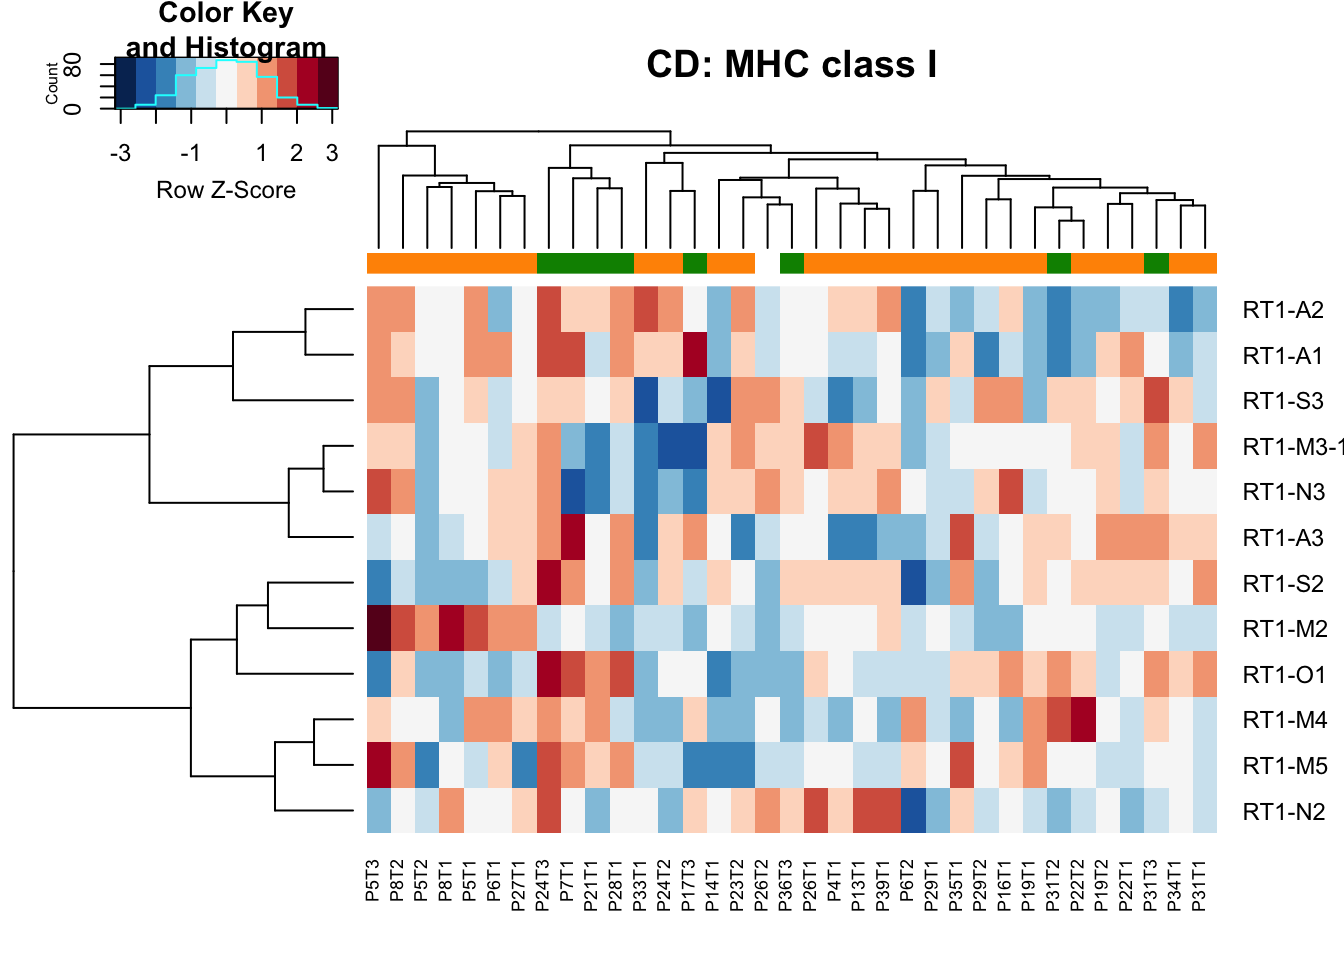 Color Key
and Histogram
Count
0 80
-3 -1 1 2 3
Row Z-Score
CD: MHC class I
RT1-A2
RT1-A1
RT1-S3
RT1-M3-1
RT1-N3
RT1-A3
RT1-S2
RT1-M2
RT1-O1
RT1-M4
RT1-M5
RT1-N2
P5T3
P8T2
P5T2
P8T1
P5T1
P6T1
P27T1
P24T3
P7T1
P21T1
P28T1
P33T1
P24T2
P17T3
P14T1
P23T2
P26T2
P36T3
P26T1
P4T1
P13T1
P39T1
P6T2
P29T1
P35T1
P29T2
P16T1
P19T1
P31T2
P22T2
P19T2
P22T1
P31T3
P34T1
P31T1